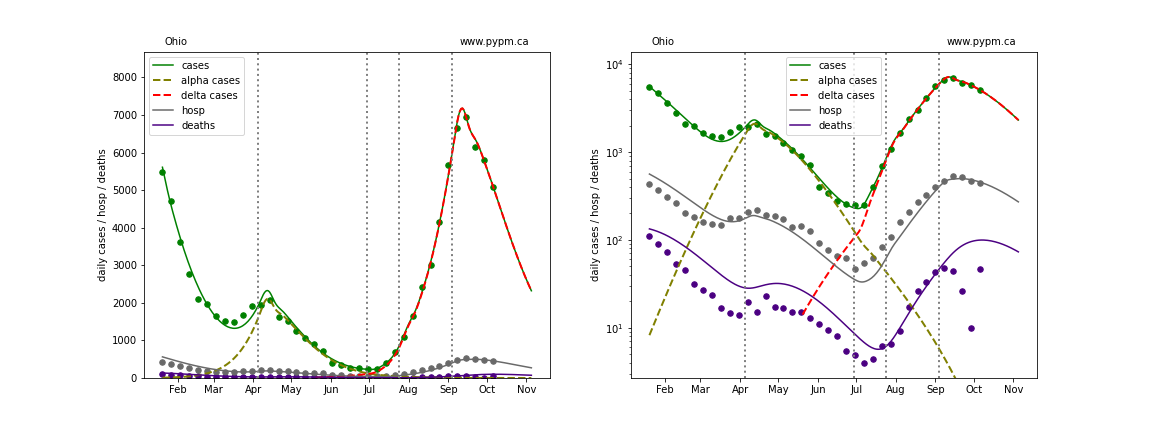 Ohio
www.pypm.ca
cases
alpha cases
delta cases
hosp
deaths
daily cases / hosp / deaths
8000
7000
6000
5000
4000
3000
2000
1000
0
Feb Mar Apr May Jun Jul Aug Sep Oct Nov
Ohio
www.pypm.ca
cases
alpha cases
delta cases
hosp
deaths
daily cases / hosp / deaths
10⁴
10³
10²
10¹
Feb Mar Apr May Jun Jul Aug Sep Oct Nov